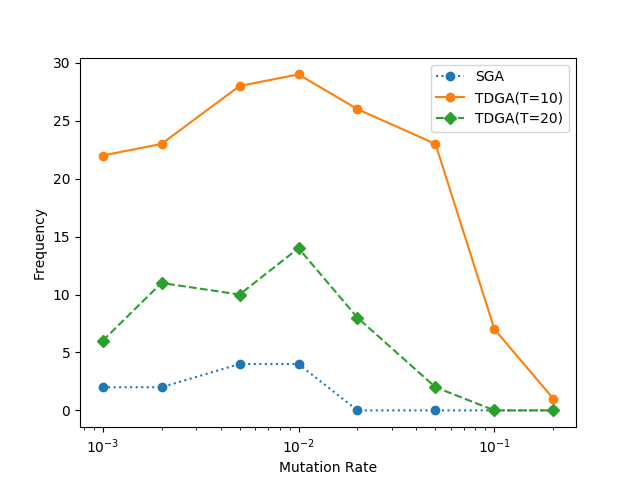 30
25
20
15
10
5
0
Frequency
SGA
TDGA(T=10)
TDGA(T=20)
10⁻³
10⁻²
10⁻¹
Mutation Rate